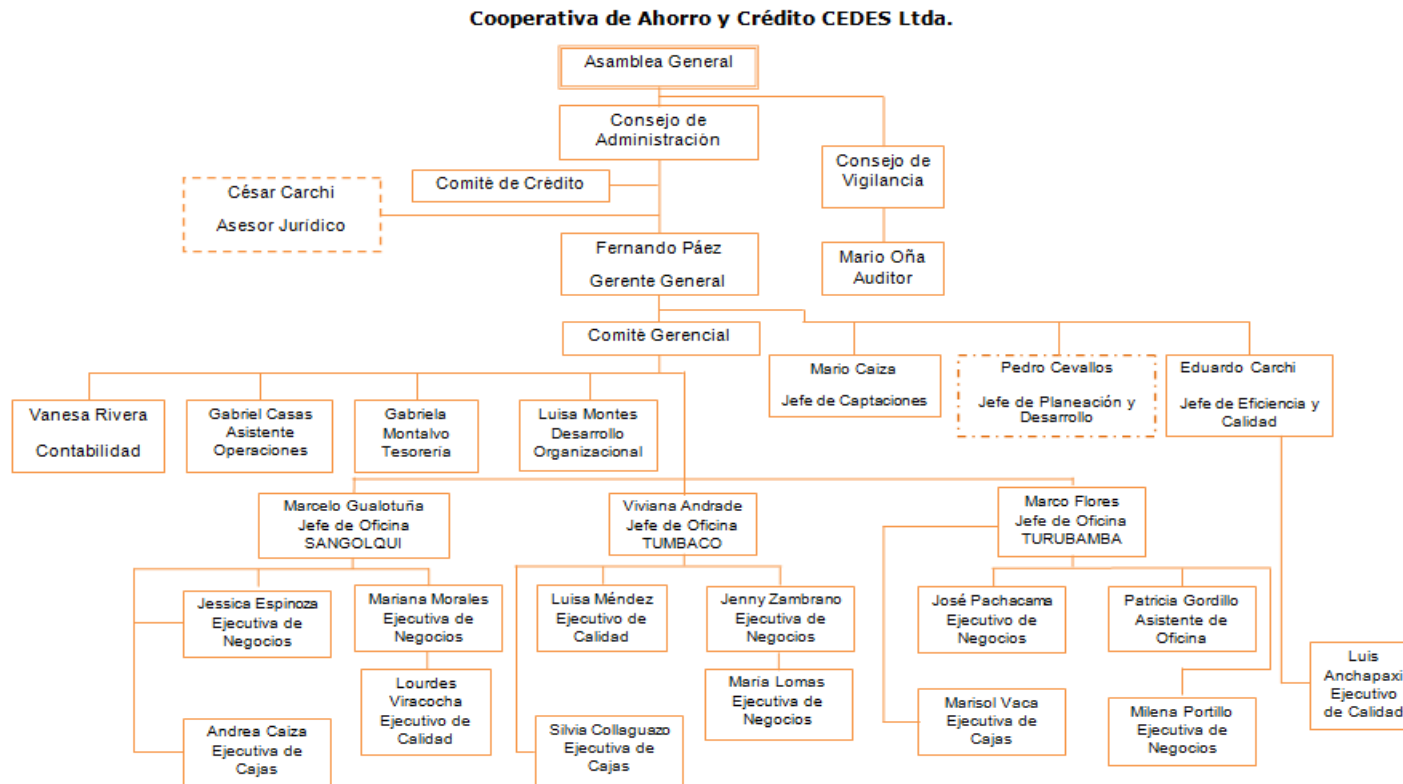 Cooperativa de Ahorro y Crédito CEDES Ltda.
Asamblea General
Consejo de
Administración
Consejo de
Vigilancia
Comité de Crédito
César Carchi
Asesor Jurídico
Fernando Páez
Gerente General
Mario Oña
Auditor
Comité Gerencial
Mario Caiza
Jefe de Captaciones
Pedro Cevallos
Jefe de Planeación y
Desarrollo
Eduardo Carchi
Jefe de Eficiencia y
Calidad
Vanesa Rivera
Contabilidad
Gabriel Casas
Asistente
Operaciones
Gabriela
Montalvo
Tesorería
Luisa Montes
Desarrollo
Organizacional
Marcelo Gualotuña
Jefe de Oficina
SANGOLQUI
Viviana Andrade
Jefe de Oficina
TUMBACO
Marco Flores
Jefe de Oficina
TURUBAMBA
Jessica Espinoza
Ejecutiva de
Negocios
Mariana Morales
Ejecutiva de
Negocios
Luisa Méndez
Ejecutivo de
Calidad
Jenny Zambrano
Ejecutiva de
Negocios
José Pachacama
Ejecutivo de
Negocios
Patricia Gordillo
Asistente de
Oficina
Luis
Anchapaxi
Ejecutivo
de Calidad
Lourdes
Viracocha
Ejecutivo de
Calidad
María Lomas
Ejecutiva de
Negocios
Marisol Vaca
Ejecutiva de
Cajas
Milena Portillo
Ejecutiva de
Negocios
Andrea Caiza
Ejecutiva de
Cajas
Silvia Collaguazo
Ejecutiva de
Cajas